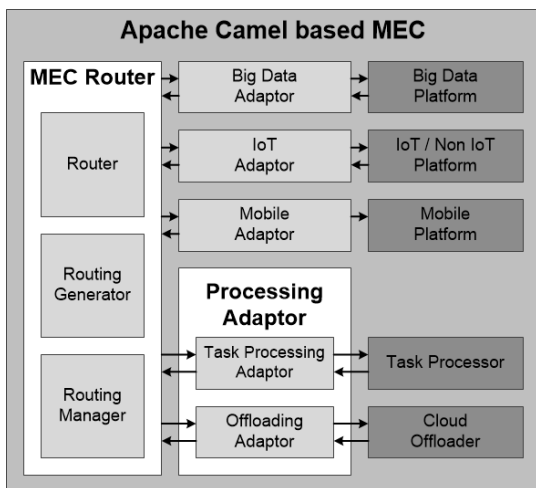 Apache Camel based MEC
MEC Router
Router
Routing
Generator
Routing
Manager
Big Data
Adaptor
Big Data
Platform
IoT
Adaptor
IoT / Non IoT
Platform
Mobile
Adaptor
Mobile
Platform
Processing
Adaptor
Task Processing
Adaptor
Task Processor
Offloading
Adaptor
Cloud
Offloader